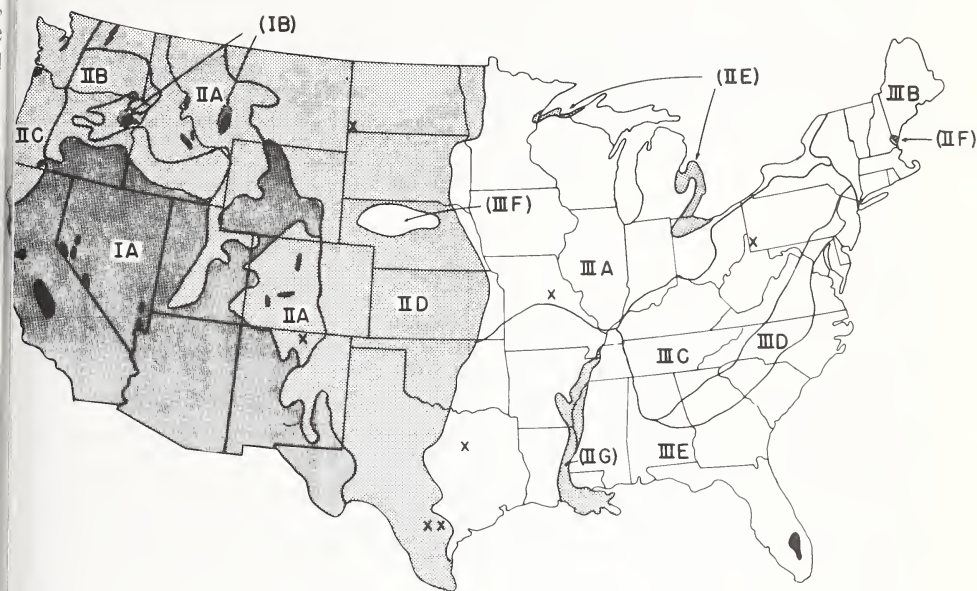 (IB)
IIB
IIA
(IIE)
IIIB
IIC
(IIF)
(IIIF)
IA
IIIA
IIA
IID
IIIC
IIID
(IIG)
IIIE
x
x
x
x
x
x x